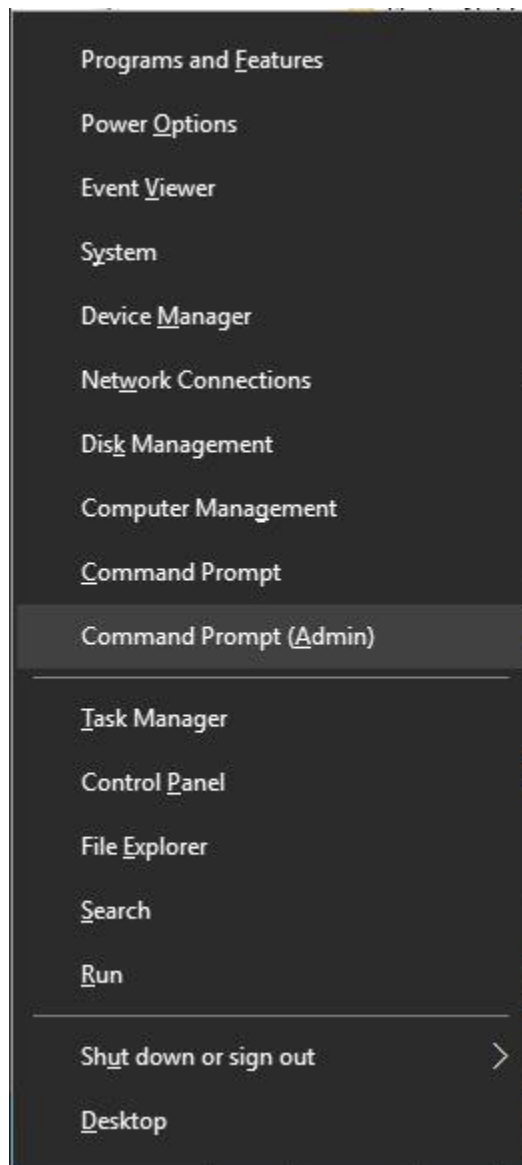 Programs and Features
Power Options
Event Viewer
System
Device Manager
Network Connections
Disk Management
Computer Management
Command Prompt
Command Prompt (Admin)
Task Manager
Control Panel
File Explorer
Search
Run
Shut down or sign out
Desktop